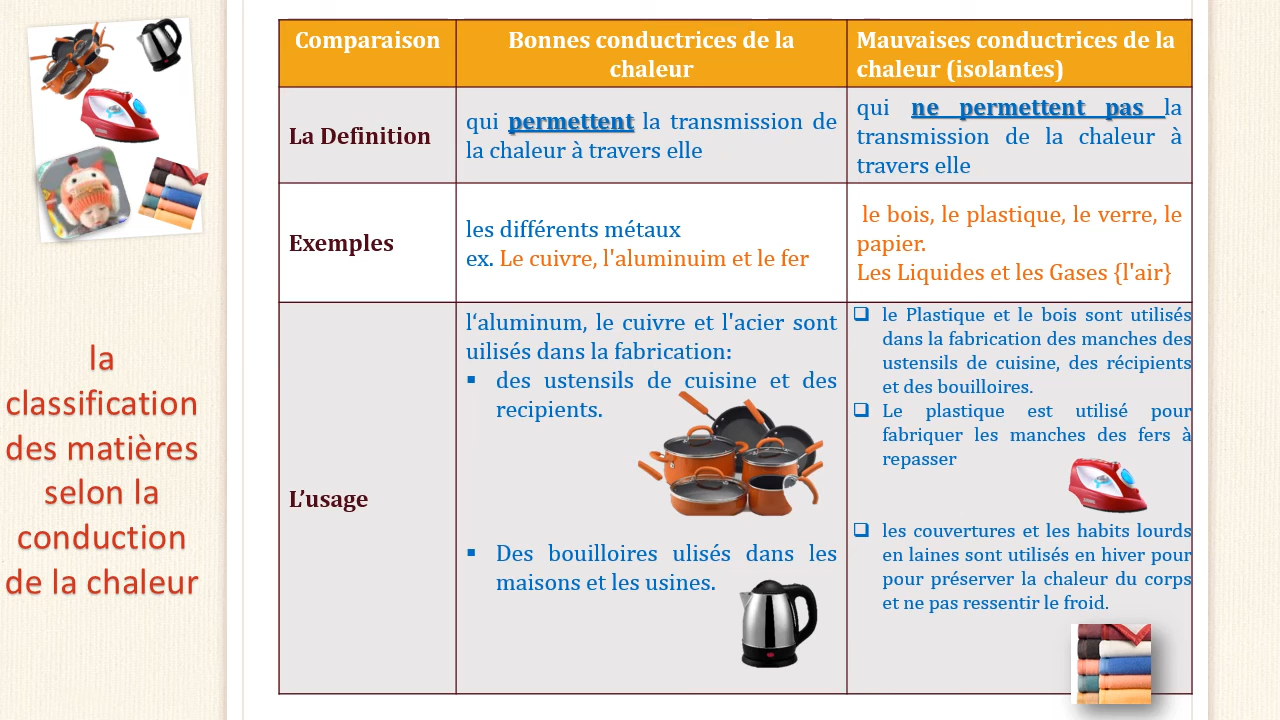 la
classification
des matières
selon la
conduction
de la chaleur
Comparaison
Bonnes conductrices de la
chaleur
Mauvaises conductrices de la
chaleur (isolantes)
La Definition
qui permettent la transmission de
la chaleur à travers elle
qui ne permettent pas la
transmission de la chaleur à
travers elle
Exemples
les différents métaux
ex. Le cuivre, l'aluminuim et le fer
le bois, le plastique, le verre, le
papier.
Les Liquides et les Gases {l'air}
L’usage
l‘aluminum, le cuivre et l'acier sont
uilisés dans la fabrication:
▪ des ustensils de cuisine et des
recipients.
▪ Des bouilloires ulisés dans les
maisons et les usines.
❑ le Plastique et le bois sont utilisés
dans la fabrication des manches des
ustensils de cuisine, des récipients
et des bouilloires.
❑ Le plastique est utilisé pour
fabriquer les manches des fers à
repasser
❑ les couvertures et les habits lourds
en laines sont utilisés en hiver pour
pour préserver la chaleur du corps
et ne pas ressentir le froid.